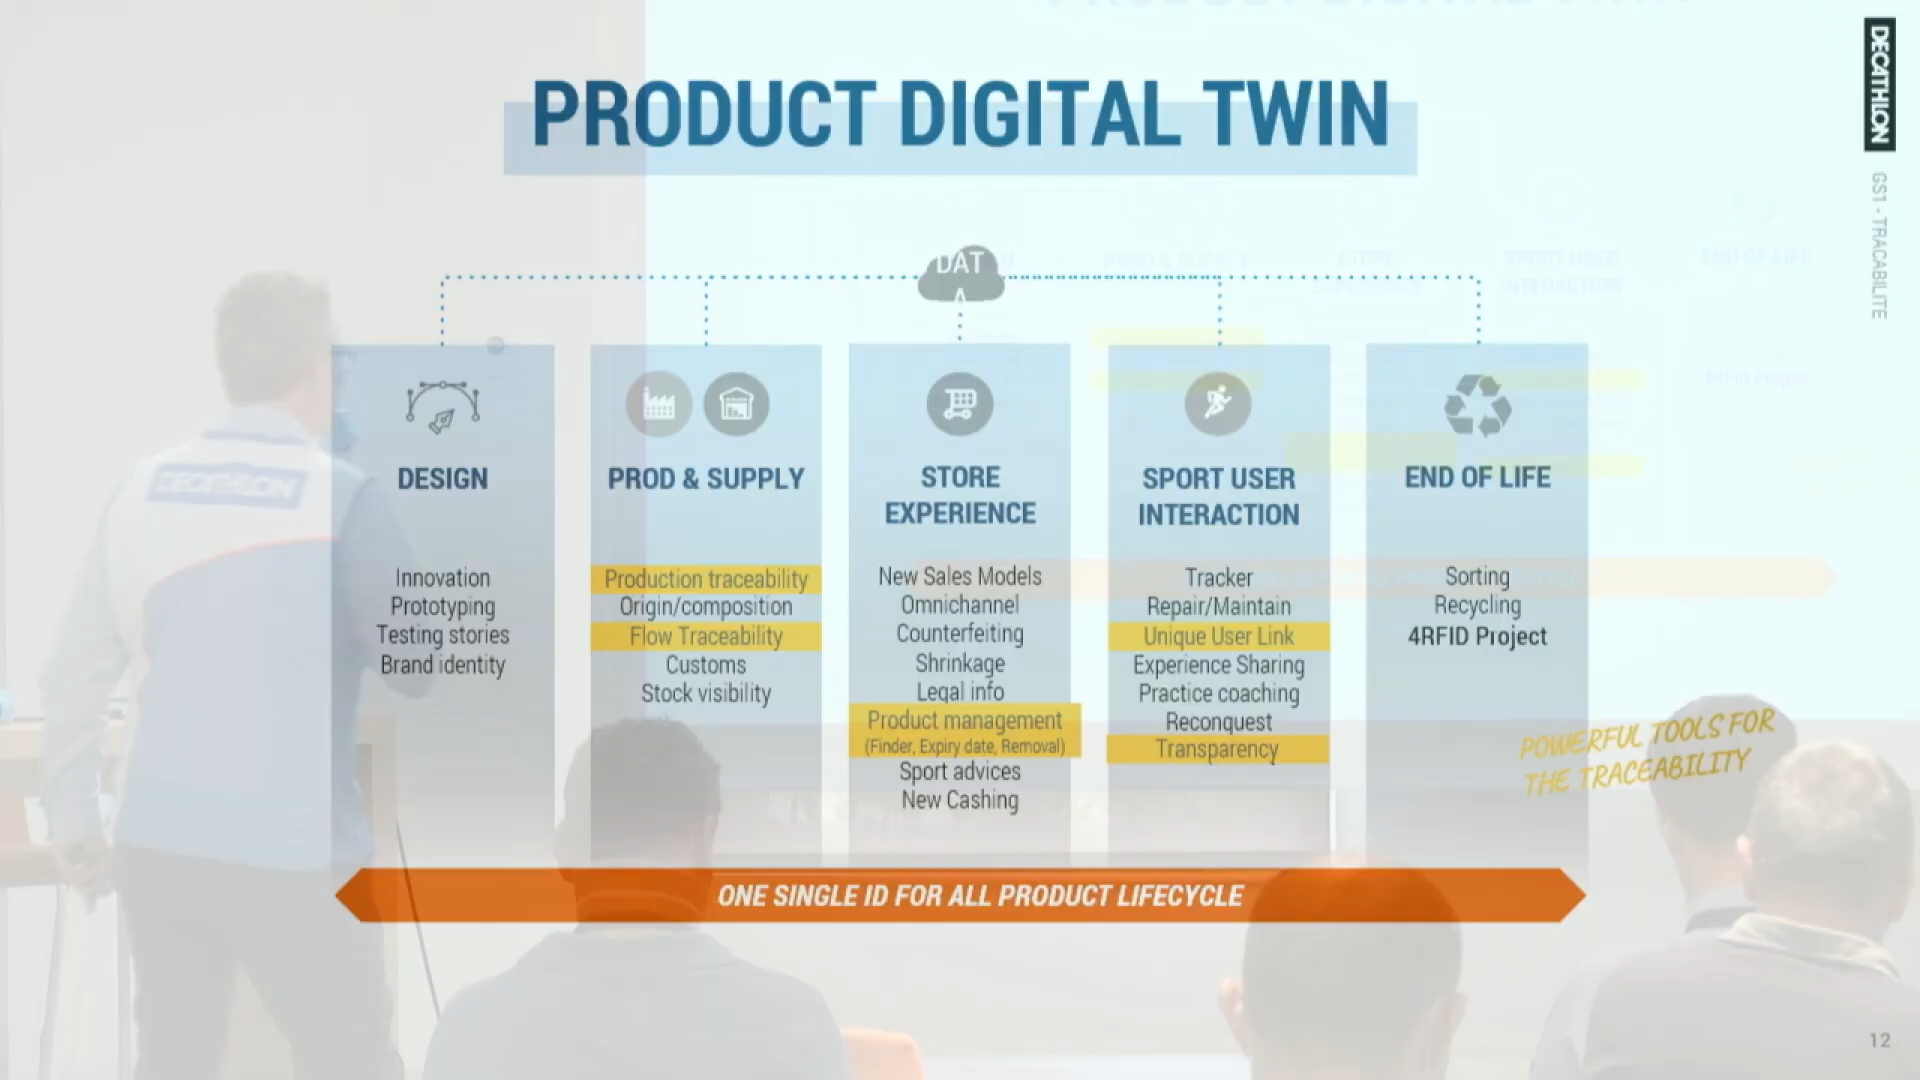 PRODUCT DIGITAL TWIN
DECATHLON
GS1 - TRACABILITE
DAT
A
DESIGN
Innovation
Prototyping
Testing stories
Brand identity
PROD & SUPPLY
Production traceability
Origin/composition
Flow Traceability
Customs
Stock visibility
STORE
EXPERIENCE
New Sales Models
Omnichannel
Counterfeiting
Shrinkage
Legal info
Product management
(Finder, Expiry date, Removal)
Sport advices
New Cashing
SPORT USER
INTERACTION
Tracker
Repair/Maintain
Unique User Link
Experience Sharing
Practice coaching
Reconquest
Transparency
END OF LIFE
Sorting
Recycling
4RFID Project
POWERFUL TOOLS FOR
THE TRACEABILITY
ONE SINGLE ID FOR ALL PRODUCT LIFECYCLE
DECATHLON
12